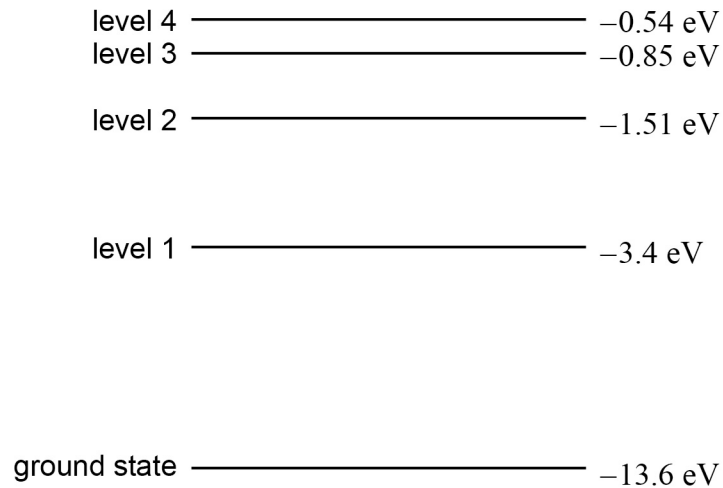 level 4 −0.54 eV
level 3 −0.85 eV
level 2 −1.51 eV
level 1 −3.4 eV
ground state −13.6 eV